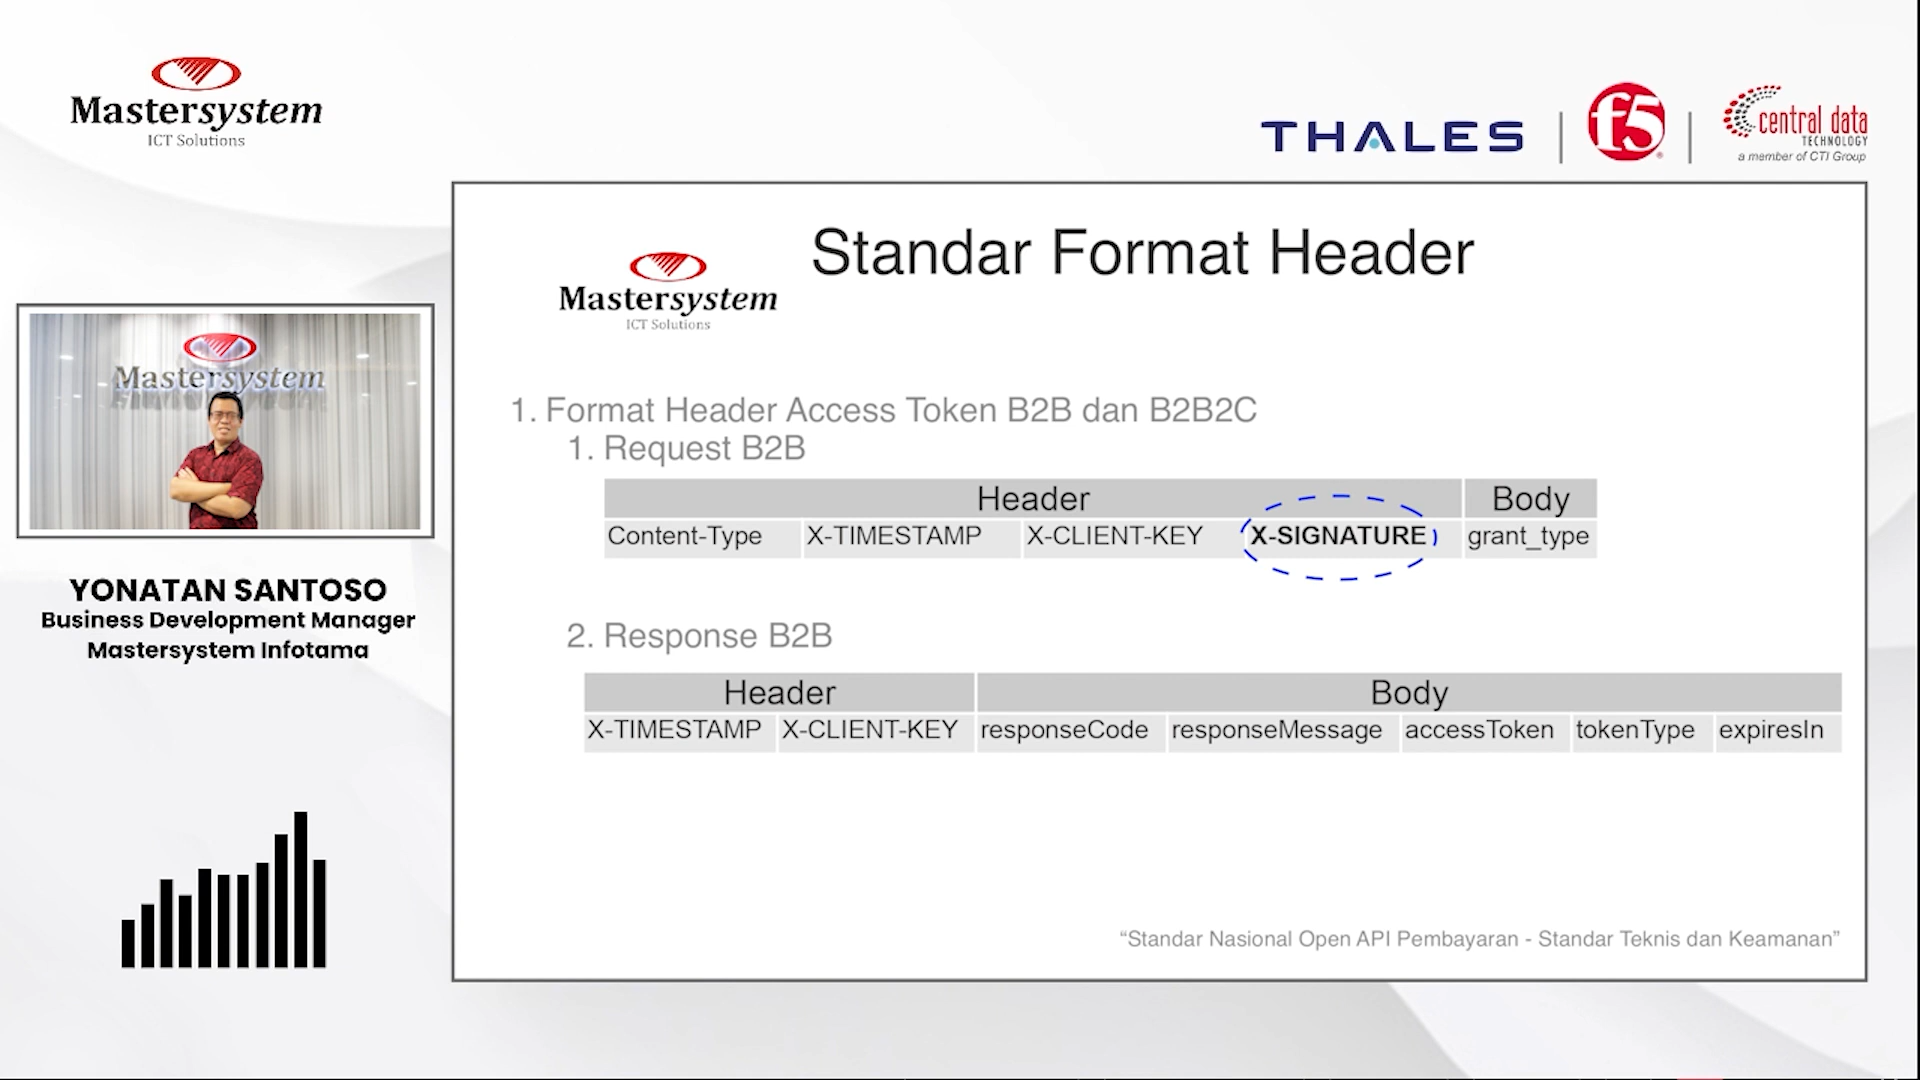 Mastersystem
ICT Solutions
THALES
f5
central data
TECHNOLOGY
a member of CTI Group
Standar Format Header
Mastersystem
ICT Solutions
Mastersystem
YONATAN SANTOSO
Business Development Manager
Mastersystem Infotama
1. Format Header Access Token B2B dan B2B2C
1. Request B2B
Header Body
Content-Type X-TIMESTAMP X-CLIENT-KEY X-SIGNATURE grant_type
2. Response B2B
Header Body
X-TIMESTAMP X-CLIENT-KEY responseCode responseMessage accessToken tokenType expiresIn
“Standar Nasional Open API Pembayaran - Standar Teknis dan Keamanan”